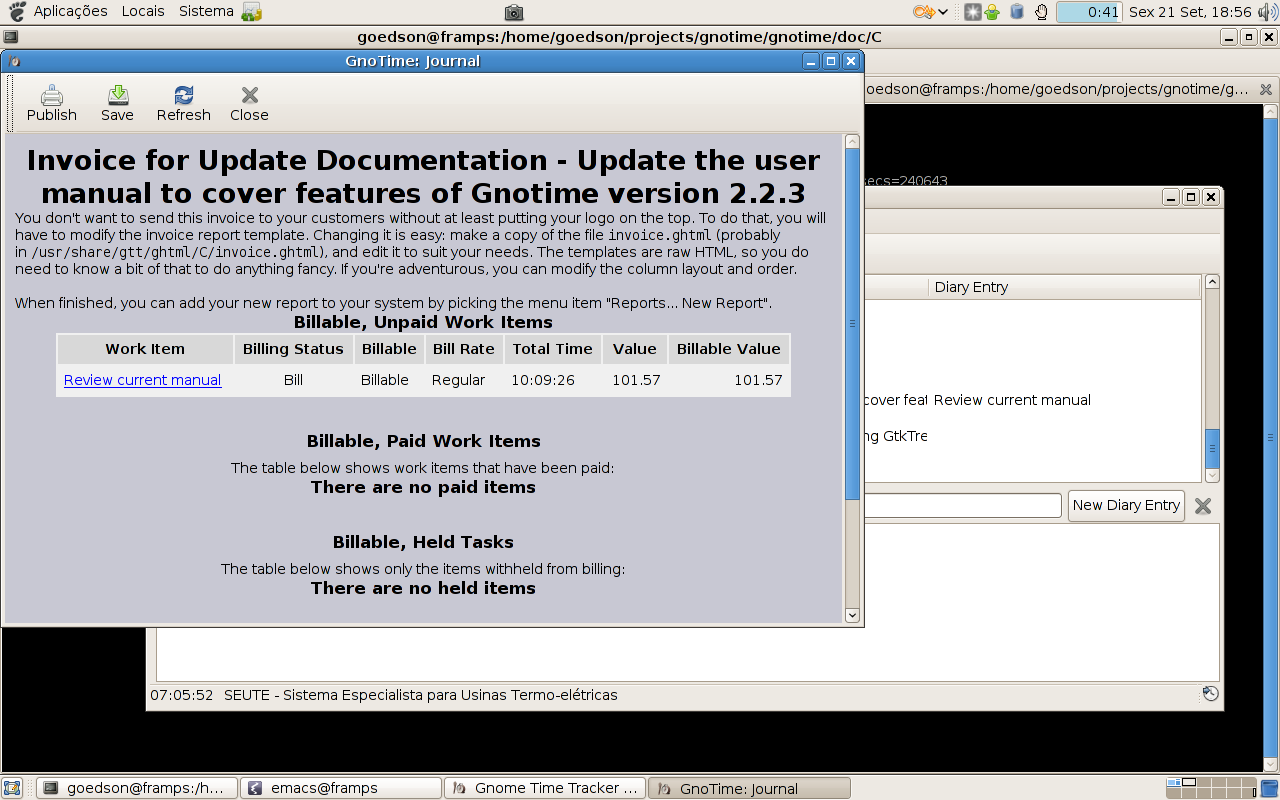 Aplicações Locais Sistema 0:41 Sex 21 Set, 18:56
goedson@framps:/home/goedson/projects/gnotime/gnotime/doc/C
GnoTime: Journal
oedson@framps:/home/goedson/projects/gnotime/g...
Publish Save Refresh Close
ecs=240643
Invoice for Update Documentation - Update the user
manual to cover features of Gnotime version 2.2.3
You don't want to send this invoice to your customers without at least putting your logo on the top. To do that, you will
have to modify the invoice report template. Changing it is easy: make a copy of the file invoice.ghtml (probably
in /usr/share/gtt/ghtml/C/invoice.ghtml), and edit it to suit your needs. The templates are raw HTML, so you do
need to know a bit of that to do anything fancy. If you're adventurous, you can modify the column layout and order.
When finished, you can add your new report to your system by picking the menu item "Reports... New Report".
Billable, Unpaid Work Items
Work Item Billing Status Billable Bill Rate Total Time Value Billable Value
Review current manual Bill Billable Regular 10:09:26 101.57 101.57
Billable, Paid Work Items
The table below shows work items that have been paid:
There are no paid items
Billable, Held Tasks
The table below shows only the items withheld from billing:
There are no held items
Diary Entry
cover feat Review current manual
ng GtkTre
New Diary Entry
07:05:52 SEUTE - Sistema Especialista para Usinas Termo-elétricas
goedson@framps:/h... emacs@framps Gnome Time Tracker ... GnoTime: Journal